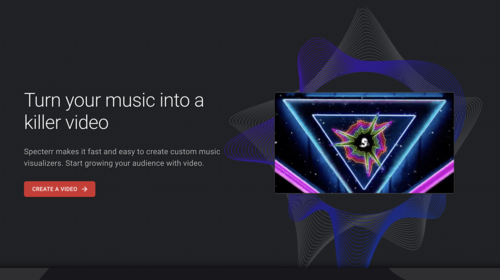 Turn your music into a
killer video
Specterr makes it fast and easy to create custom music
visualizers. Start growing your audience with video.
CREATE A VIDEO →
S